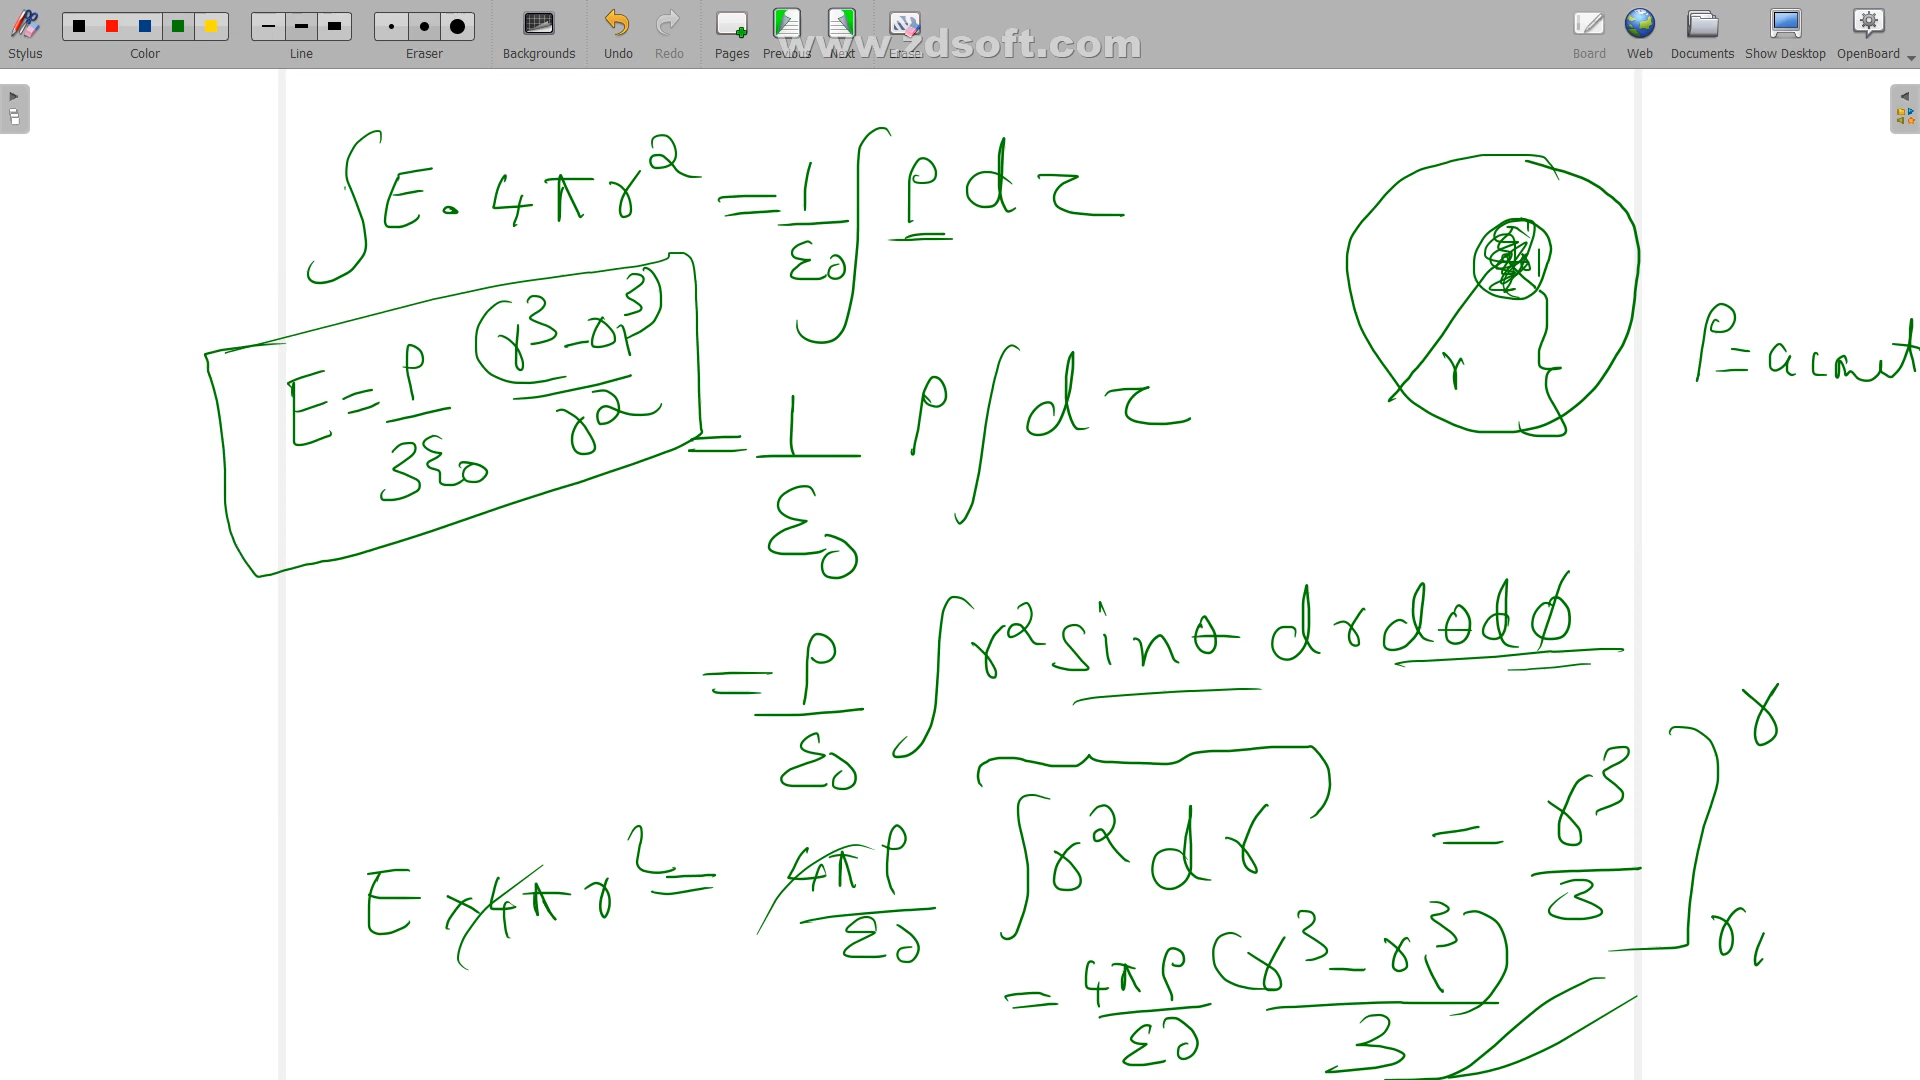 Stylus Color Line Eraser Backgrounds Undo Redo Pages Previous Next Eraser Board Web Documents Show Desktop OpenBoard
www.zdsoft.com
∫ E · 4πr² = 1/ε₀ ∫ ρ dτ
E = ρ/3ε₀ (r³ - r₁³)/r²
= 1/ε₀ ρ ∫ dτ
r
ρ =
= ρ/ε₀ ∫ r² sinθ dr dθ dφ
E × 4πr² = 4πρ/ε₀ ∫ r² dr = r³/3 ]
r
r₁
= 4πρ/ε₀ (r³ - r₁³)/3